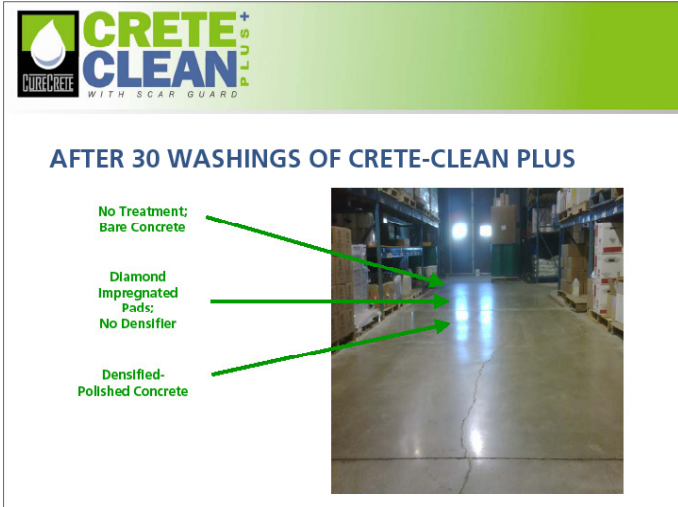 CURECRETE
CRETE
CLEAN
PLUS+
WITH SCAR GUARD
AFTER 30 WASHINGS OF CRETE-CLEAN PLUS
No Treatment;
Bare Concrete
Diamond
Impregnated
Pads;
No Densifier
Densified-
Polished Concrete